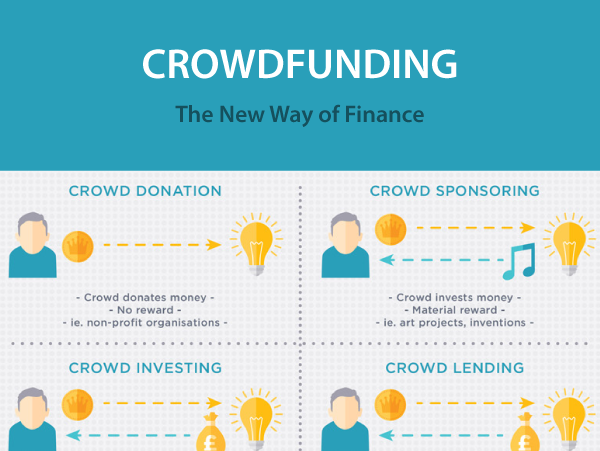 CROWDFUNDING
The New Way of Finance
CROWD DONATION
- Crowd donates money -
- No reward -
- ie. non-profit organisations -
CROWD SPONSORING
- Crowd invests money -
- Material reward -
- ie. art projects, inventions -
CROWD INVESTING
£
CROWD LENDING
£